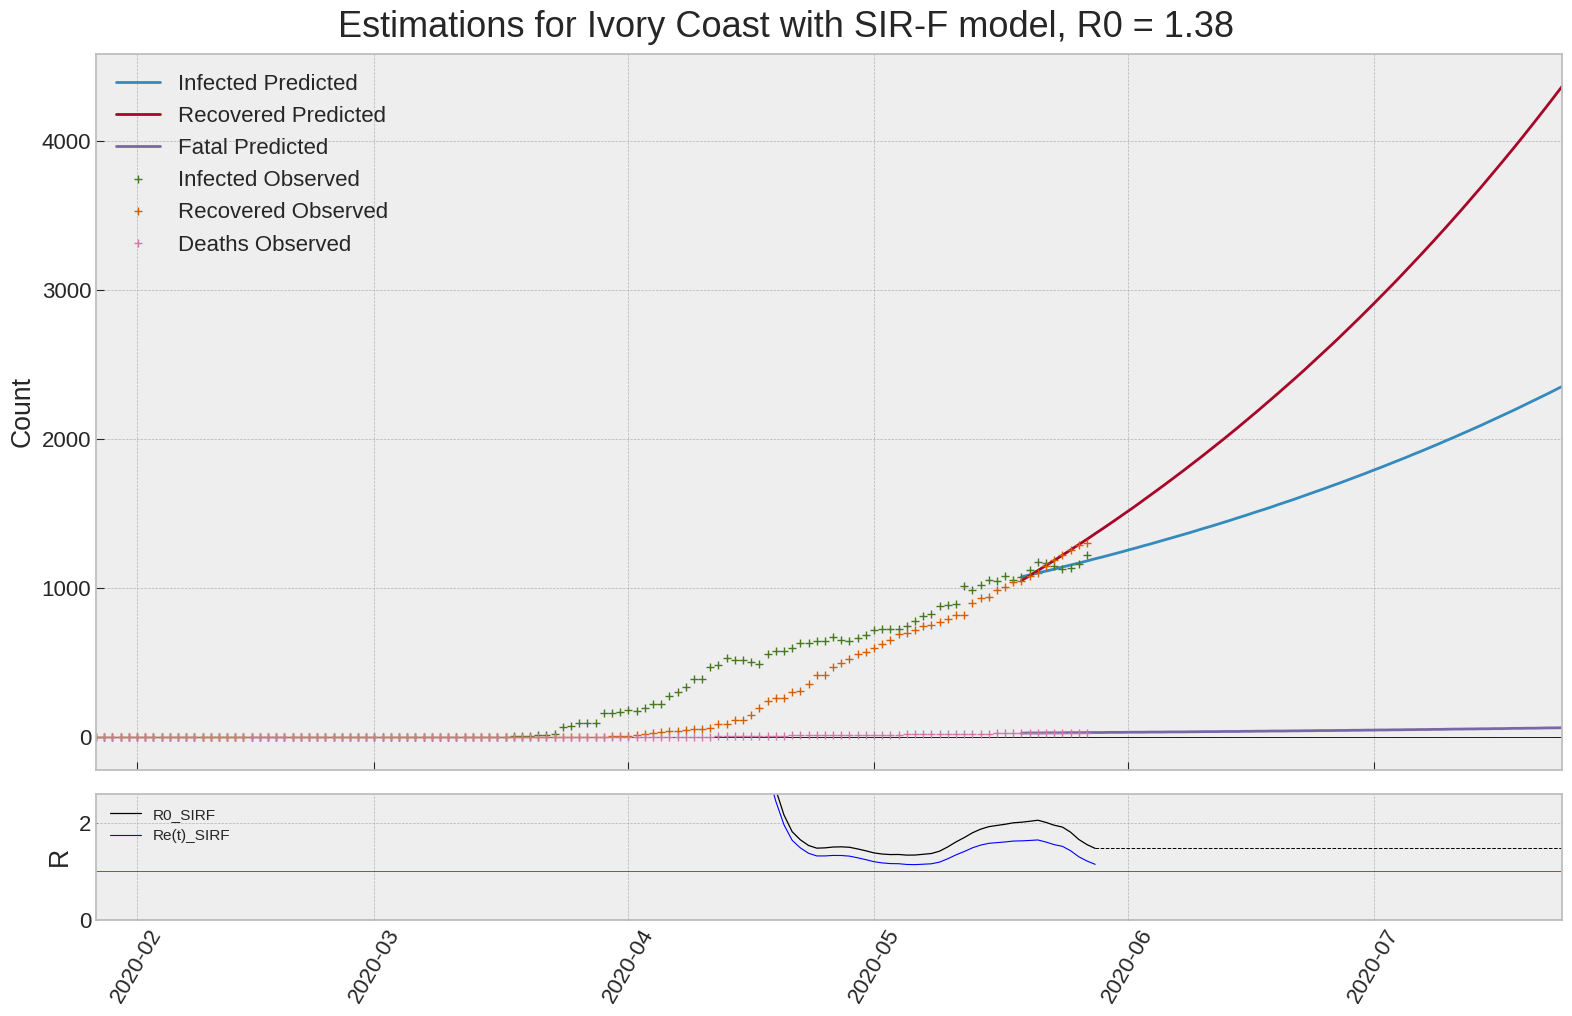 Estimations for Ivory Coast with SIR-F model, R0 = 1.38
Infected Predicted
Recovered Predicted
Fatal Predicted
Infected Observed
Recovered Observed
Deaths Observed
4000
3000
2000
1000
0
Count
R0_SIRF
Re(t)_SIRF
2
0
R
2020-02
2020-03
2020-04
2020-05
2020-06
2020-07